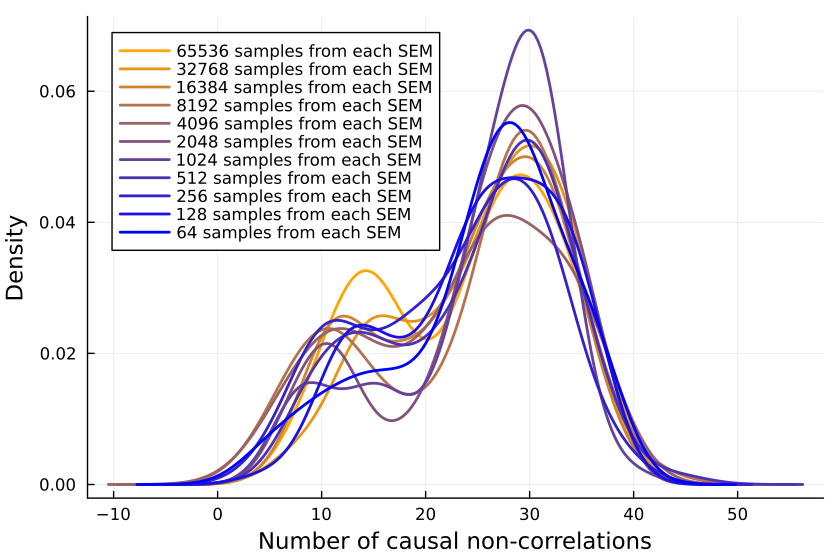 65536 samples from each SEM
32768 samples from each SEM
16384 samples from each SEM
8192 samples from each SEM
4096 samples from each SEM
2048 samples from each SEM
1024 samples from each SEM
512 samples from each SEM
256 samples from each SEM
128 samples from each SEM
64 samples from each SEM
Density
0.06
0.04
0.02
0.00
−10 0 10 20 30 40 50
Number of causal non-correlations